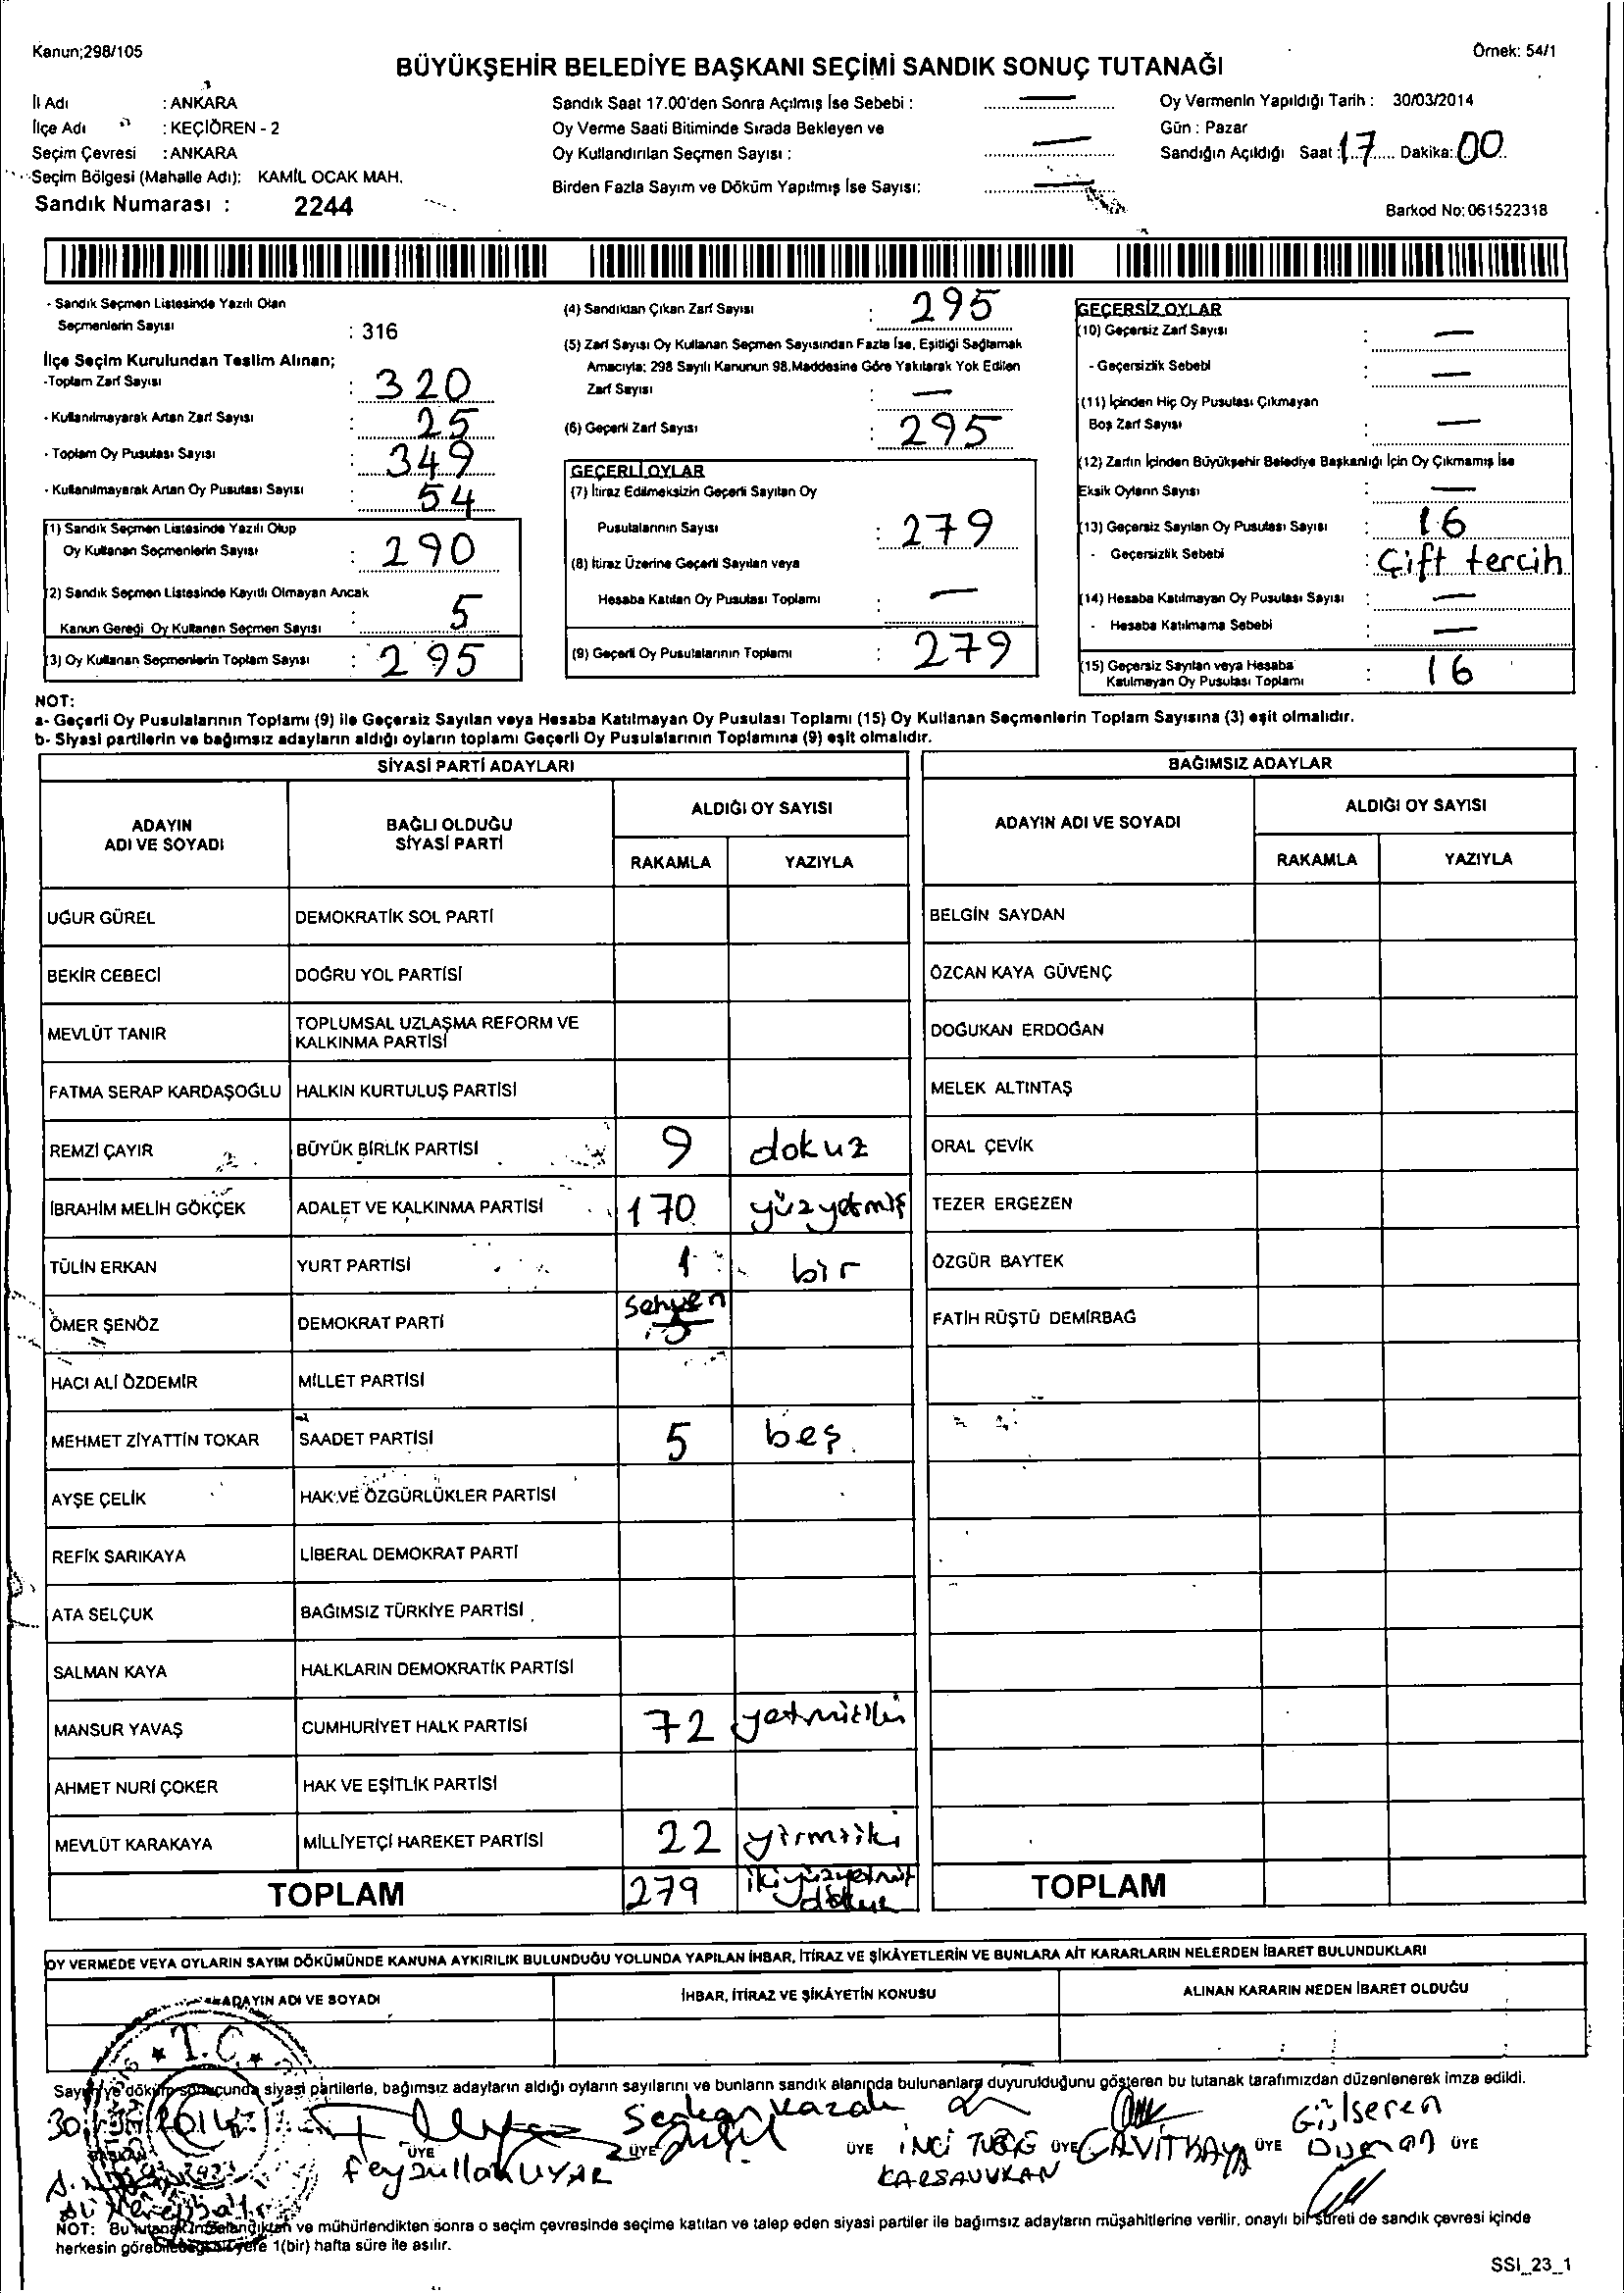 Kanun;298/105
BÜYÜKŞEHİR BELEDİYE BAŞKANI SEÇİMİ SANDIK SONUÇ TUTANAĞI
Örnek: 54/1
İl Adı : ANKARA
İlçe Adı : KEÇİÖREN - 2
Seçim Çevresi : ANKARA
Seçim Bölgesi (Mahalle Adı): KAMİL OCAK MAH.
Sandık Numarası : 2244
Sandık Saat 17.00'den Sonra Açılmış İse Sebebi : —
Oy Verme Saati Bitiminde Sırada Bekleyen ve
Oy Kullandırılan Seçmen Sayısı : —
Birden Fazla Sayım ve Döküm Yapılmış İse Sayısı: —
Oy Vermenin Yapıldığı Tarih : 30/03/2014
Gün : Pazar
Sandığın Açıldığı Saat : 17 Dakika: 00
Barkod No: 061522318
- Sandık Seçmen Listesinde Yazılı Olan
Seçmenlerin Sayısı : 316
İlçe Seçim Kurulundan Teslim Alınan;
-Toplam Zarf Sayısı : 320
- Kullanılmayarak Artan Zarf Sayısı : 25
- Toplam Oy Pusulası Sayısı : 349
- Kullanılmayarak Artan Oy Pusulası Sayısı : 54
(1) Sandık Seçmen Listesinde Yazılı Olup
Oy Kullanan Seçmenlerin Sayısı : 290
(2) Sandık Seçmen Listesinde Kayıtlı Olmayan Ancak
Kanun Gereği Oy Kullanan Seçmen Sayısı : 5
(3) Oy Kullanan Seçmenlerin Toplam Sayısı : 295
(4) Sandıktan Çıkan Zarf Sayısı : 295
(5) Zarf Sayısı Oy Kullanan Seçmen Sayısından Fazla İse, Eşitliği Sağlamak
Amacıyla; 298 Sayılı Kanunun 98.Maddesine Göre Yakılarak Yok Edilen
Zarf Sayısı : —
(6) Geçerli Zarf Sayısı : 295
GEÇERLİ OYLAR
(7) İtiraz Edilmeksizin Geçerli Sayılan Oy
Pusulalarının Sayısı : 279
(8) İtiraz Üzerine Geçerli Sayılan veya
Hesaba Katılan Oy Pusulası Toplamı : —
(9) Geçerli Oy Pusulalarının Toplamı : 279
GEÇERSİZ OYLAR
(10) Geçersiz Zarf Sayısı : —
- Geçersizlik Sebebi : —
(11) İçinden Hiç Oy Pusulası Çıkmayan
Boş Zarf Sayısı : —
(12) Zarfın İçinden Büyükşehir Belediye Başkanlığı İçin Oy Çıkmamış İse
Eksik Oyların Sayısı : —
(13) Geçersiz Sayılan Oy Pusulası Sayısı : 16
- Geçersizlik Sebebi : Çift tercih
(14) Hesaba Katılmayan Oy Pusulası Sayısı : —
- Hesaba Katılmama Sebebi : —
(15) Geçersiz Sayılan veya Hesaba
Katılmayan Oy Pusulası Toplamı : 16
NOT:
a- Geçerli Oy Pusulalarının Toplamı (9) ile Geçersiz Sayılan veya Hesaba Katılmayan Oy Pusulası Toplamı (15) Oy Kullanan Seçmenlerin Toplam Sayısına (3) eşit olmalıdır.
b- Siyasi partilerin ve bağımsız adayların aldığı oyların toplamı Geçerli Oy Pusulalarının Toplamına (9) eşit olmalıdır.
SİYASİ PARTİ ADAYLARI
ADAYIN ADI VE SOYADI
BAĞLI OLDUĞU SİYASİ PARTİ
ALDIĞI OY SAYISI
RAKAMLA YAZIYLA
UĞUR GÜREL DEMOKRATİK SOL PARTİ
BEKİR CEBECİ DOĞRU YOL PARTİSİ
MEVLÜT TANIR TOPLUMSAL UZLAŞMA REFORM VE
KALKINMA PARTİSİ
FATMA SERAP KARDAŞOĞLU HALKIN KURTULUŞ PARTİSİ
REMZİ ÇAYIR BÜYÜK BİRLİK PARTİSİ 9 dokuz
İBRAHİM MELİH GÖKÇEK ADALET VE KALKINMA PARTİSİ 170 yüzyetmiş
TÜLİN ERKAN YURT PARTİSİ 1 bir
ÖMER ŞENÖZ DEMOKRAT PARTİ Sehven
HACI ALİ ÖZDEMİR MİLLET PARTİSİ
MEHMET ZİYATTİN TOKAR SAADET PARTİSİ 5 beş
AYŞE ÇELİK HAK VE ÖZGÜRLÜKLER PARTİSİ
REFİK SARIKAYA LİBERAL DEMOKRAT PARTİ
ATA SELÇUK BAĞIMSIZ TÜRKİYE PARTİSİ
SALMAN KAYA HALKLARIN DEMOKRATİK PARTİSİ
MANSUR YAVAŞ CUMHURİYET HALK PARTİSİ 72
AHMET NURİ ÇOKER HAK VE EŞİTLİK PARTİSİ
MEVLÜT KARAKAYA MİLLİYETÇİ HAREKET PARTİSİ 22 yirmiiki
TOPLAM 279 ikiyüzyetmiş
dokuz
BAĞIMSIZ ADAYLAR
ADAYIN ADI VE SOYADI
ALDIĞI OY SAYISI
RAKAMLA YAZIYLA
BELGİN SAYDAN
ÖZCAN KAYA GÜVENÇ
DOĞUKAN ERDOĞAN
MELEK ALTINTAŞ
ORAL ÇEVİK
TEZER ERGEZEN
ÖZGÜR BAYTEK
FATİH RÜŞTÜ DEMİRBAĞ
TOPLAM
OY VERMEDE VEYA OYLARIN SAYIM DÖKÜMÜNDE KANUNA AYKIRILIK BULUNDUĞU YOLUNDA YAPILAN İHBAR, İTİRAZ VE ŞİKÂYETLERİN VE BUNLARA AİT KARARLARIN NELERDEN İBARET BULUNDUKLARI
ADAYIN ADI VE SOYADI
İHBAR, İTİRAZ VE ŞİKÂYETİN KONUSU
ALINAN KARARIN NEDEN İBARET OLDUĞU
T.C.
Sayım ve döküm sonucunda siyasi partilerle, bağımsız adayların aldığı oyların sayılarını ve bunların sandık alanında bulunanlara duyurulduğunu gösteren bu tutanak tarafımızdan düzenlenerek imza edildi.
30 2014
Feyzullah UYAR ÜYE
Serkan ÜYE
İNCİ ÜYE
CAVİT KAYA ÜYE
Gülseren Duman ÜYE
ÜYE
NOT: Bu tutanak imzalandıktan ve mühürlendikten sonra o seçim çevresinde seçime katılan ve talep eden siyasi partiler ile bağımsız adayların müşahitlerine verilir, onaylı bir sureti de sandık çevresi içinde
herkesin görebileceği bir yere 1(bir) hafta süre ile asılır.
SSI_23_1